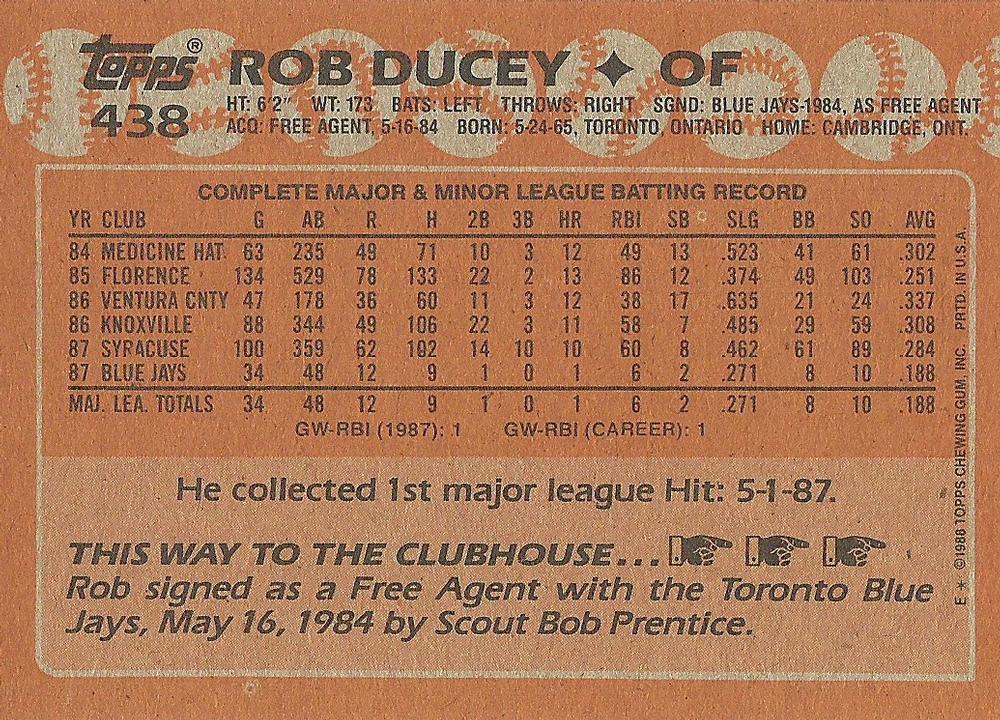 topps® ROB DUCEY ✦ OF
438 HT: 6'2" WT: 173 BATS: LEFT THROWS: RIGHT SGND: BLUE JAYS-1984, AS FREE AGENT
ACQ: FREE AGENT, 5-16-84 BORN: 5-24-65, TORONTO, ONTARIO HOME: CAMBRIDGE, ONT.
COMPLETE MAJOR & MINOR LEAGUE BATTING RECORD
YR CLUB G AB R H 2B 3B HR RBI SB SLG BB SO AVG
84 MEDICINE HAT 63 235 49 71 10 3 12 49 13 .523 41 61 .302
85 FLORENCE 134 529 78 133 22 2 13 86 12 .374 49 103 .251
86 VENTURA CNTY 47 178 36 60 11 3 12 38 17 .635 21 24 .337
86 KNOXVILLE 88 344 49 106 22 3 11 58 7 .485 29 59 .308
87 SYRACUSE 100 359 62 102 14 10 10 60 8 .462 61 89 .284
87 BLUE JAYS 34 48 12 9 1 0 1 6 2 .271 8 10 .188
MAJ. LEA. TOTALS 34 48 12 9 1 0 1 6 2 .271 8 10 .188
GW-RBI (1987): 1 GW-RBI (CAREER): 1
He collected 1st major league Hit: 5-1-87.
THIS WAY TO THE CLUBHOUSE...
Rob signed as a Free Agent with the Toronto Blue
Jays, May 16, 1984 by Scout Bob Prentice.
E * ©1988 TOPPS CHEWING GUM, INC. PRTD. IN U.S.A.